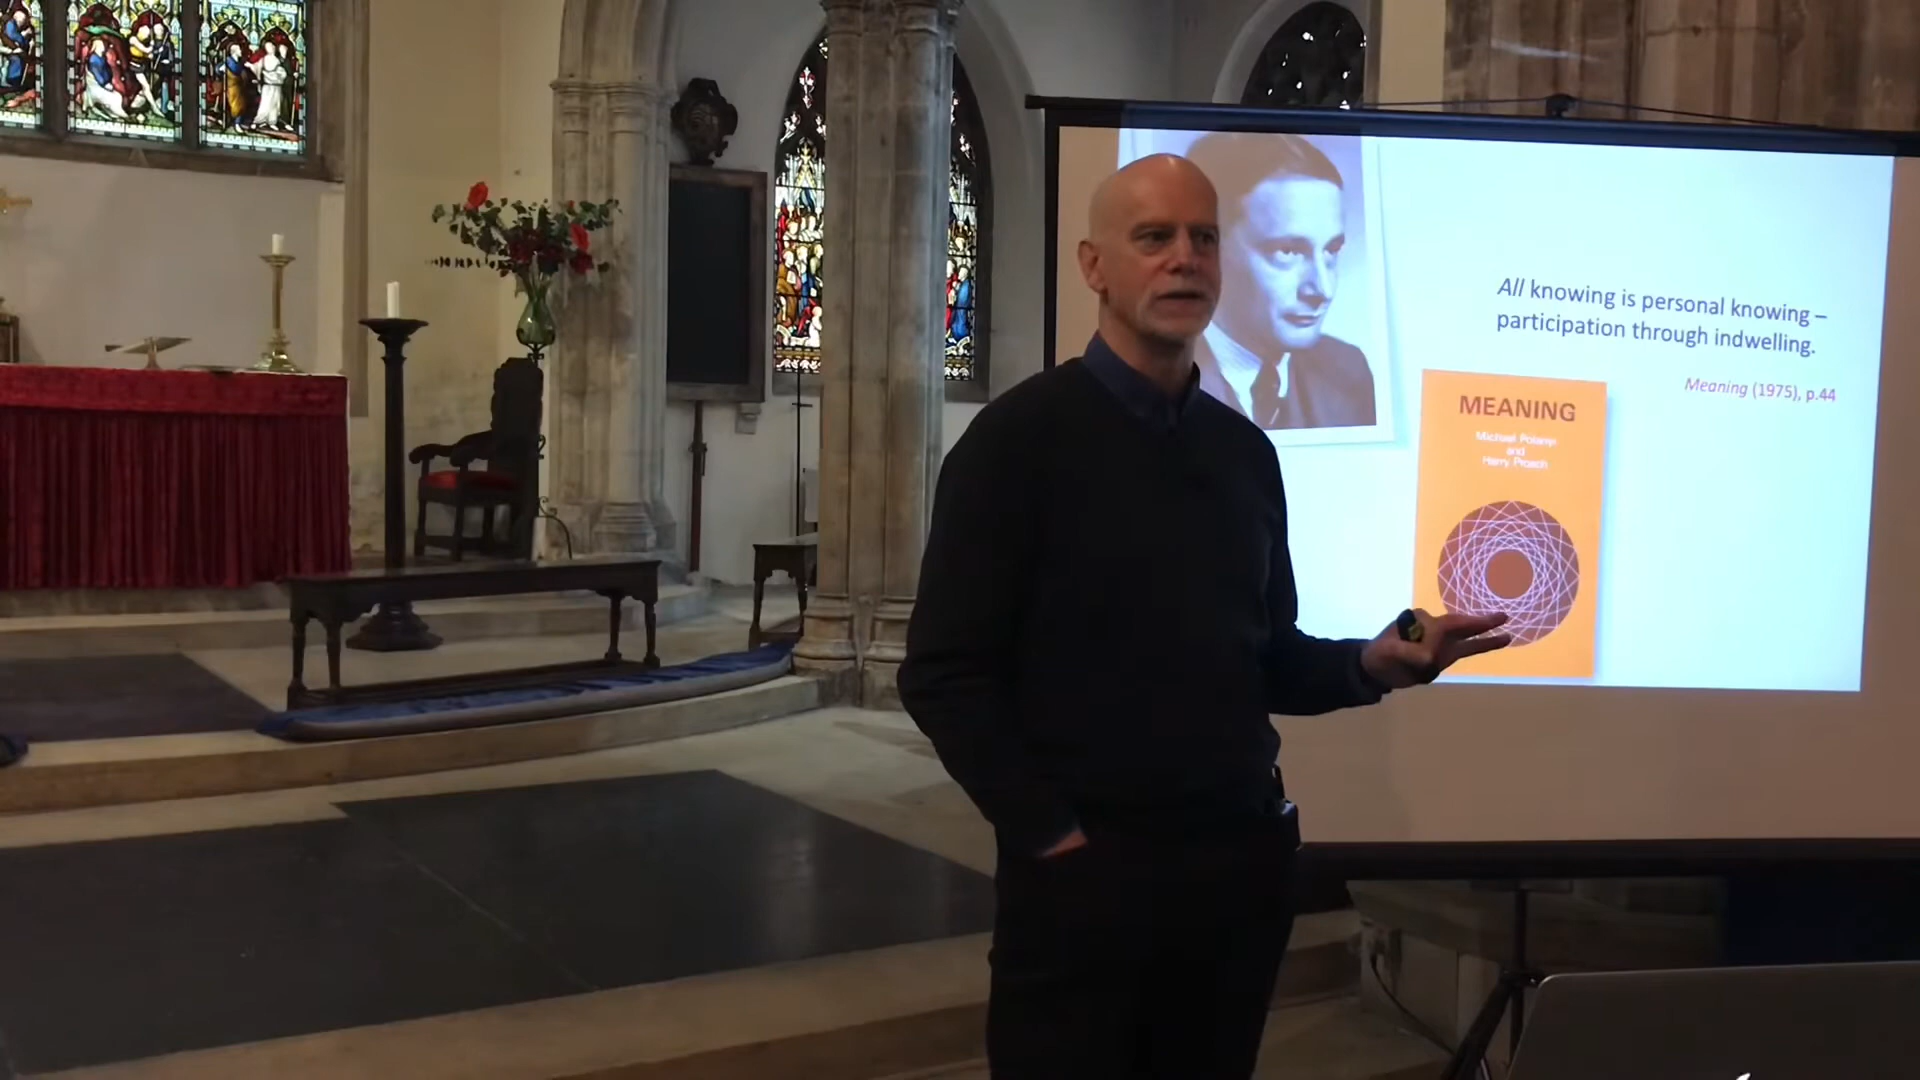 All knowing is personal knowing –
participation through indwelling.
Meaning (1975), p.44
MEANING
Michael Polanyi
and
Harry Prosch